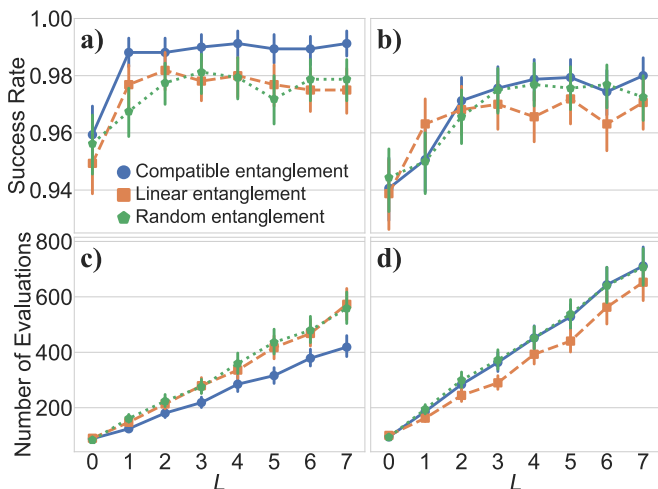 1.00
0.98
0.96
0.94
Success Rate
a)
b)
Compatible entanglement
Linear entanglement
Random entanglement
800
600
400
200
Number of Evaluations
c)
d)
0 1 2 3 4 5 6 7
0 1 2 3 4 5 6 7
L
L